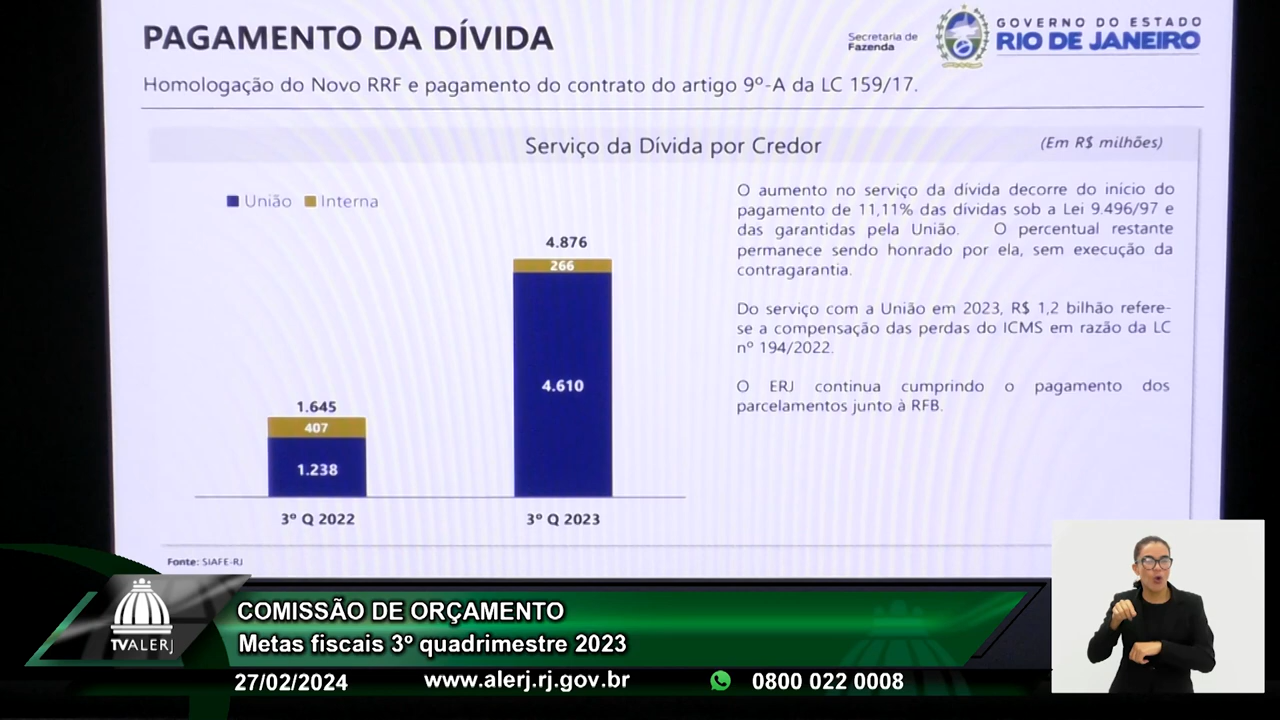 PAGAMENTO DA DÍVIDA
Secretaria de
Fazenda
GOVERNO DO ESTADO
RIO DE JANEIRO
Homologação do Novo RRF e pagamento do contrato do artigo 9º-A da LC 159/17.
Serviço da Dívida por Credor
(Em R$ milhões)
União Interna
4.876
266
4.610
1.645
407
1.238
3º Q 2022
3º Q 2023
O aumento no serviço da dívida decorre do início do
pagamento de 11,11% das dívidas sob a Lei 9.496/97 e
das garantidas pela União. O percentual restante
permanece sendo honrado por ela, sem execução da
contragarantia.
Do serviço com a União em 2023, R$ 1,2 bilhão refere-
se a compensação das perdas do ICMS em razão da LC
nº 194/2022.
O ERJ continua cumprindo o pagamento dos
parcelamentos junto à RFB.
Fonte: SIAFE-RJ
TVALERJ
COMISSÃO DE ORÇAMENTO
Metas fiscais 3º quadrimestre 2023
27/02/2024
www.alerj.rj.gov.br
0800 022 0008